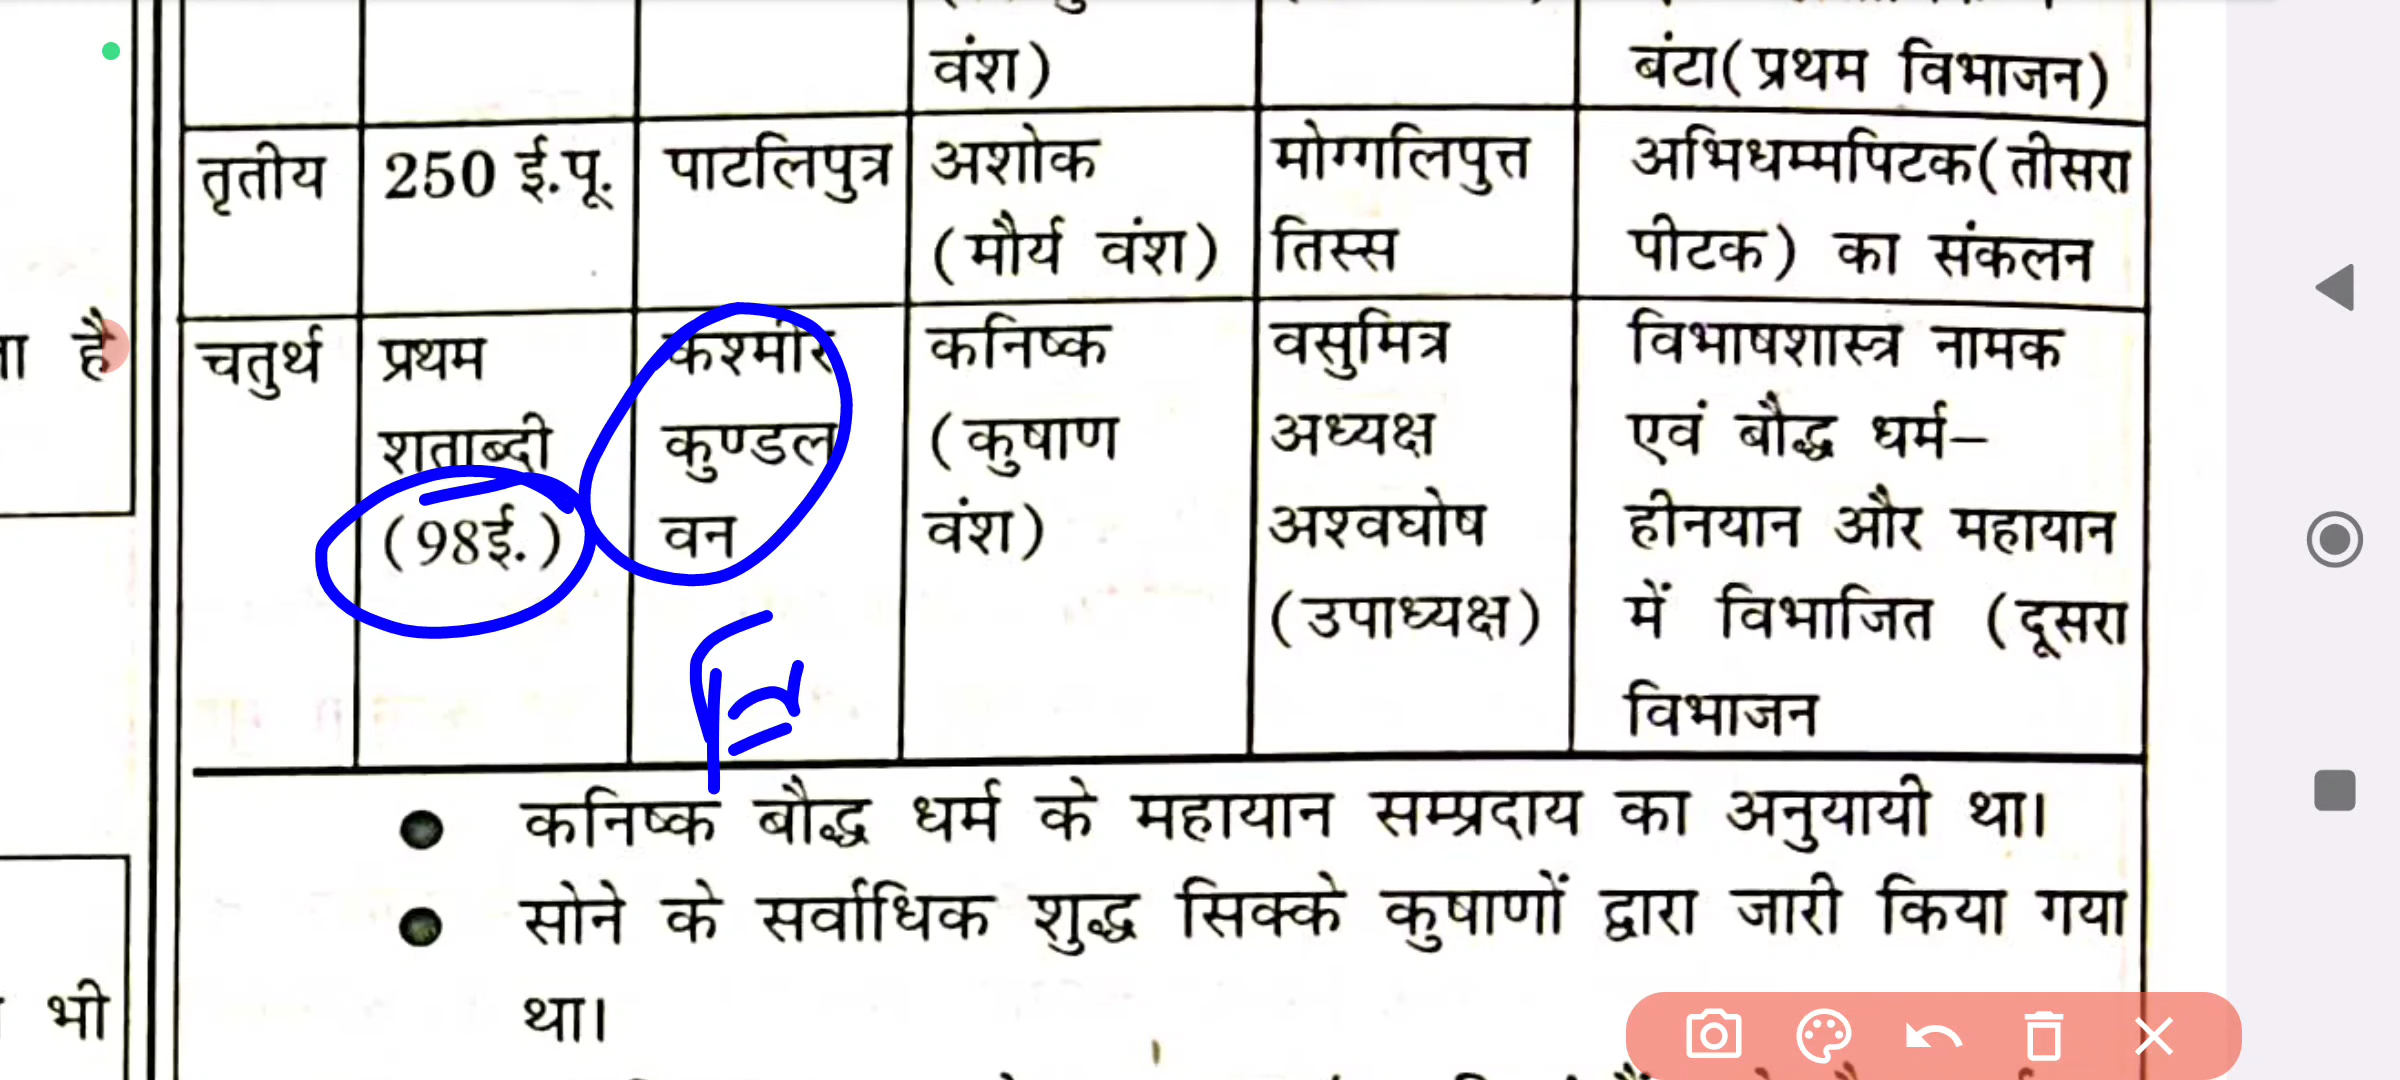 वंश)
बंटा(प्रथम विभाजन)
तृतीय 250 ई.पू. पाटलिपुत्र अशोक मोग्गलिपुत्त अभिधम्मपिटक(तीसरा
(मौर्य वंश) तिस्स पीटक) का संकलन
चतुर्थ प्रथम कश्मीर कनिष्क वसुमित्र विभाषशास्त्र नामक
शताब्दी कुण्डल (कुषाण अध्यक्ष एवं बौद्ध धर्म–
(98ई.) वन वंश) अश्वघोष हीनयान और महायान
(उपाध्यक्ष) में विभाजित (दूसरा
विभाजन
● कनिष्क बौद्ध धर्म के महायान सम्प्रदाय का अनुयायी था।
● सोने के सर्वाधिक शुद्ध सिक्के कुषाणों द्वारा जारी किया गया
था।
है
भी